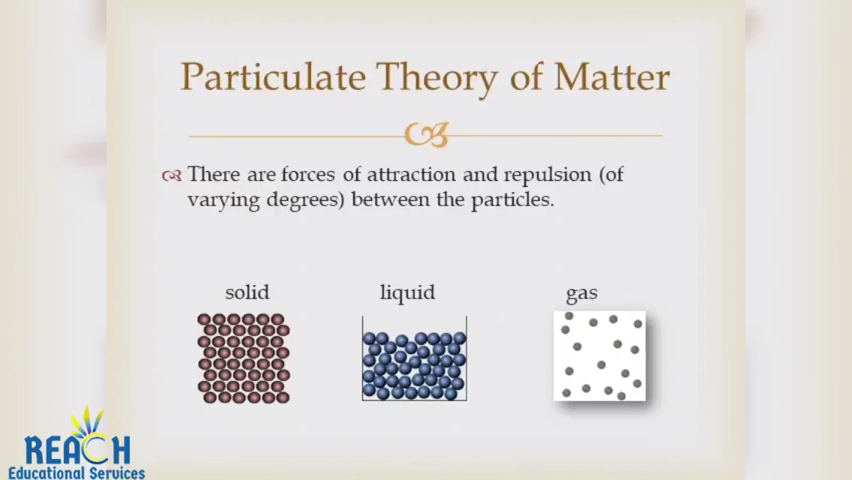 Particulate Theory of Matter
There are forces of attraction and repulsion (of
varying degrees) between the particles.
solid liquid gas
REACH
Educational Services